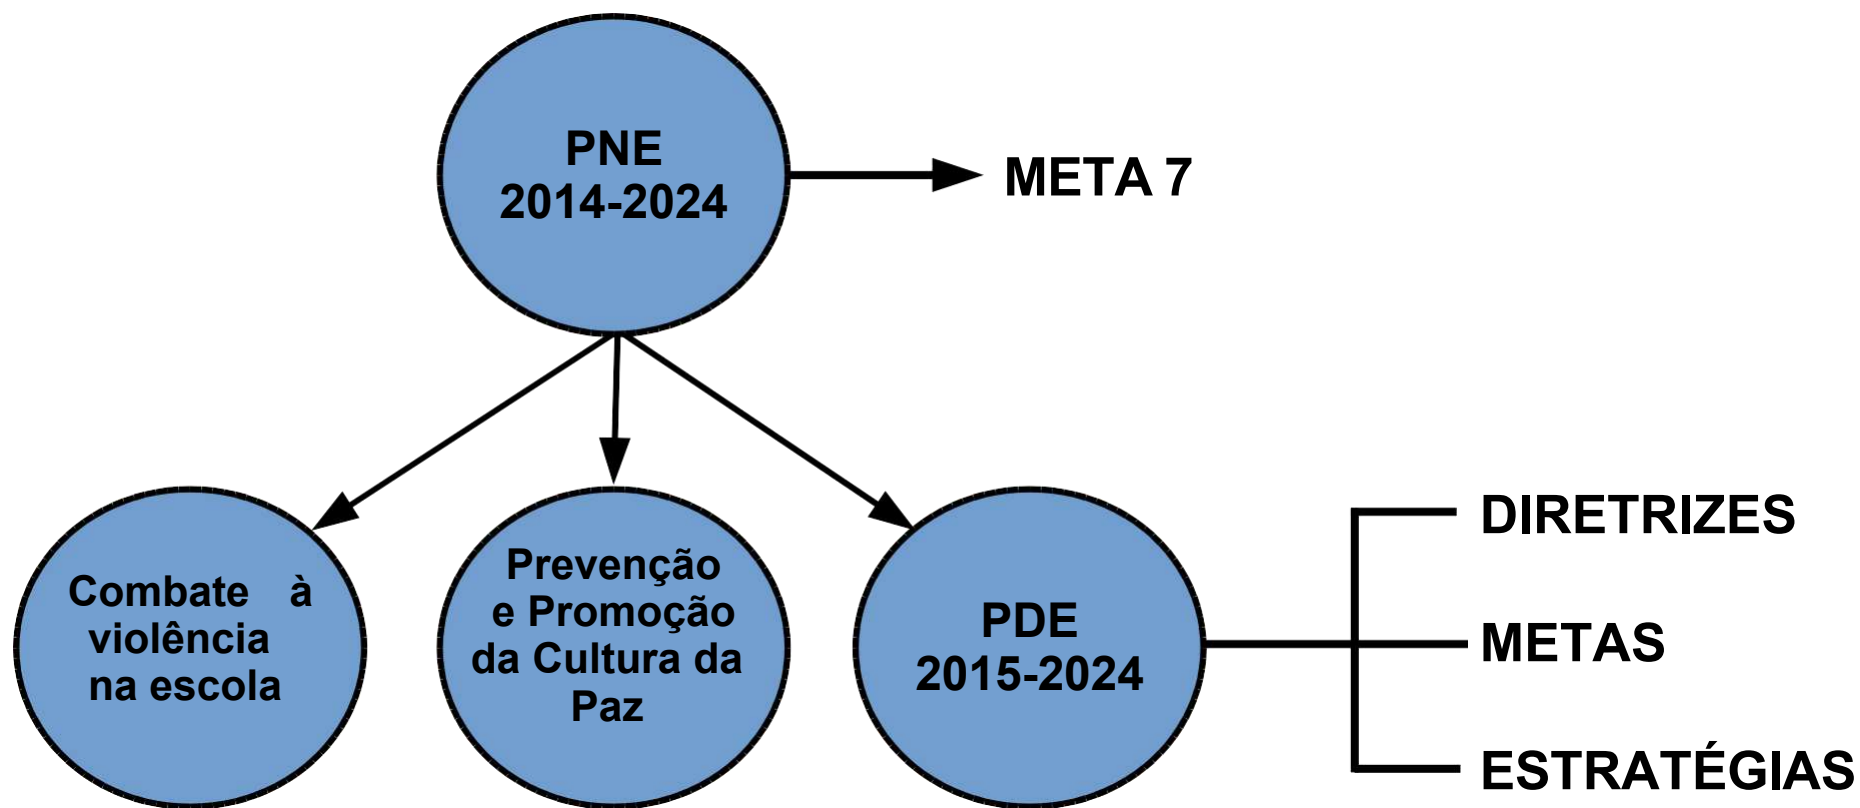 PNE
2014-2024
META 7
Combate à
violência
na escola
Prevenção
e Promoção
da Cultura da
Paz
PDE
2015-2024
DIRETRIZES
METAS
ESTRATÉGIAS